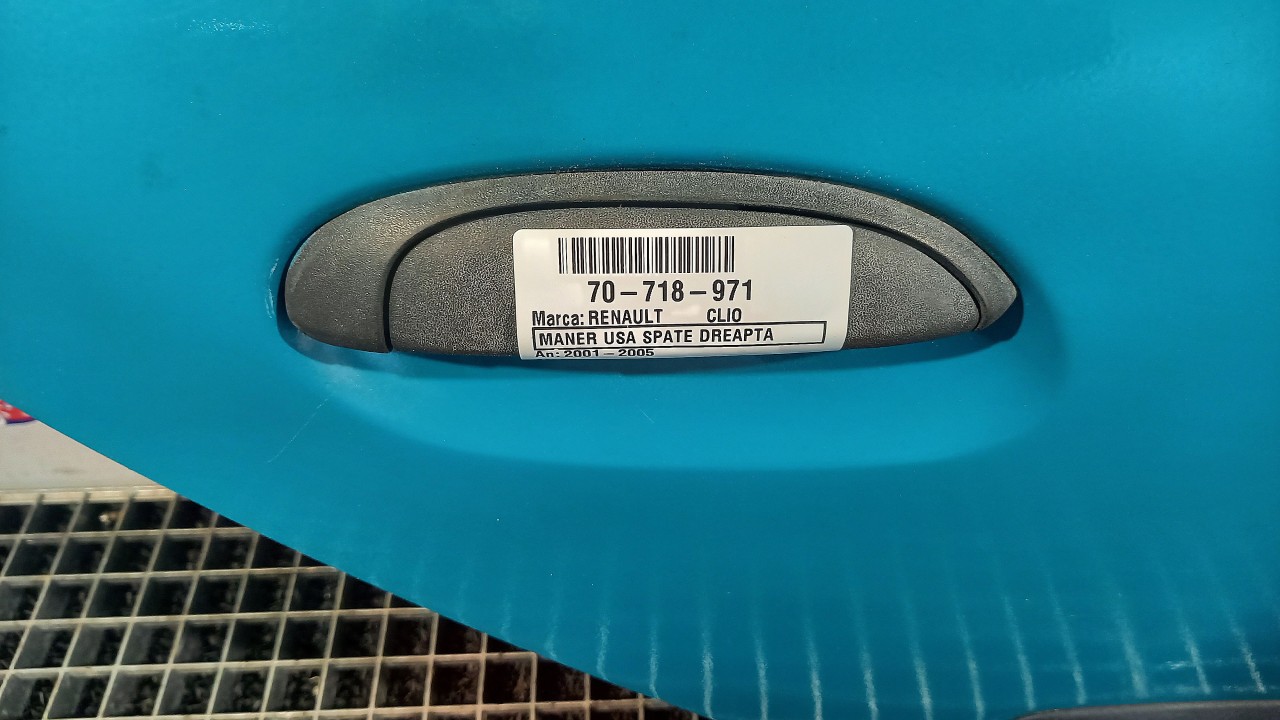 70-718-971
Marca: RENAULT CLIO
MANER USA SPATE DREAPTA
An: 2001-2005